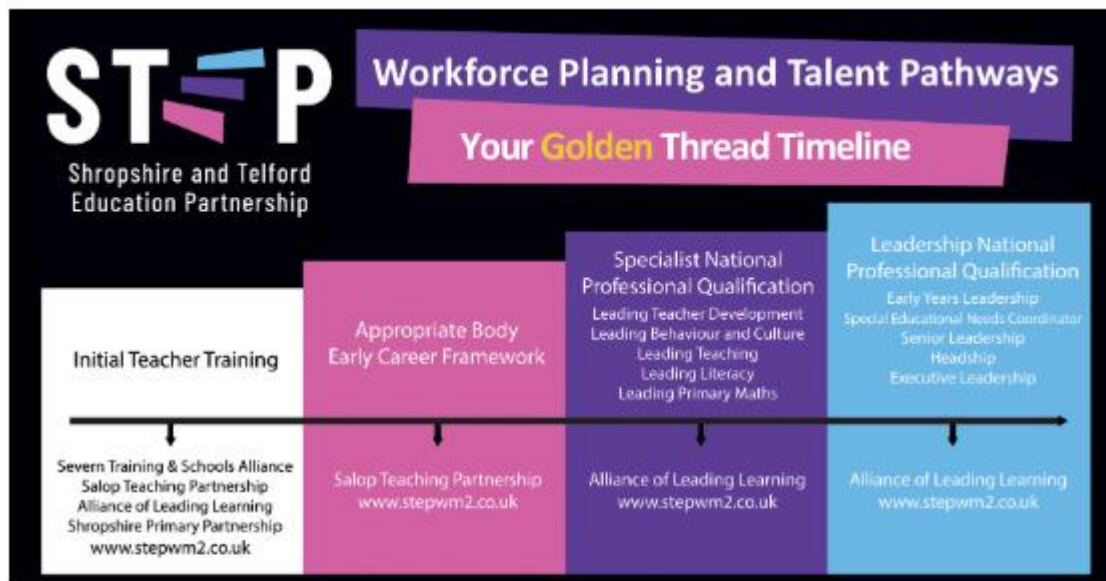 STEP
Shropshire and Telford
Education Partnership
Workforce Planning and Talent Pathways
Your Golden Thread Timeline
Initial Teacher Training
Severn Training & Schools Alliance
Salop Teaching Partnership
Alliance of Leading Learning
Shropshire Primary Partnership
www.stepwm2.co.uk
Appropriate Body
Early Career Framework
Salop Teaching Partnership
www.stepwm2.co.uk
Specialist National
Professional Qualification
Leading Teacher Development
Leading Behaviour and Culture
Leading Teaching
Leading Literacy
Leading Primary Maths
Alliance of Leading Learning
www.stepwm2.co.uk
Leadership National
Professional Qualification
Early Years Leadership
Special Educational Needs Coordinator
Senior Leadership
Headship
Executive Leadership
Alliance of Leading Learning
www.stepwm2.co.uk